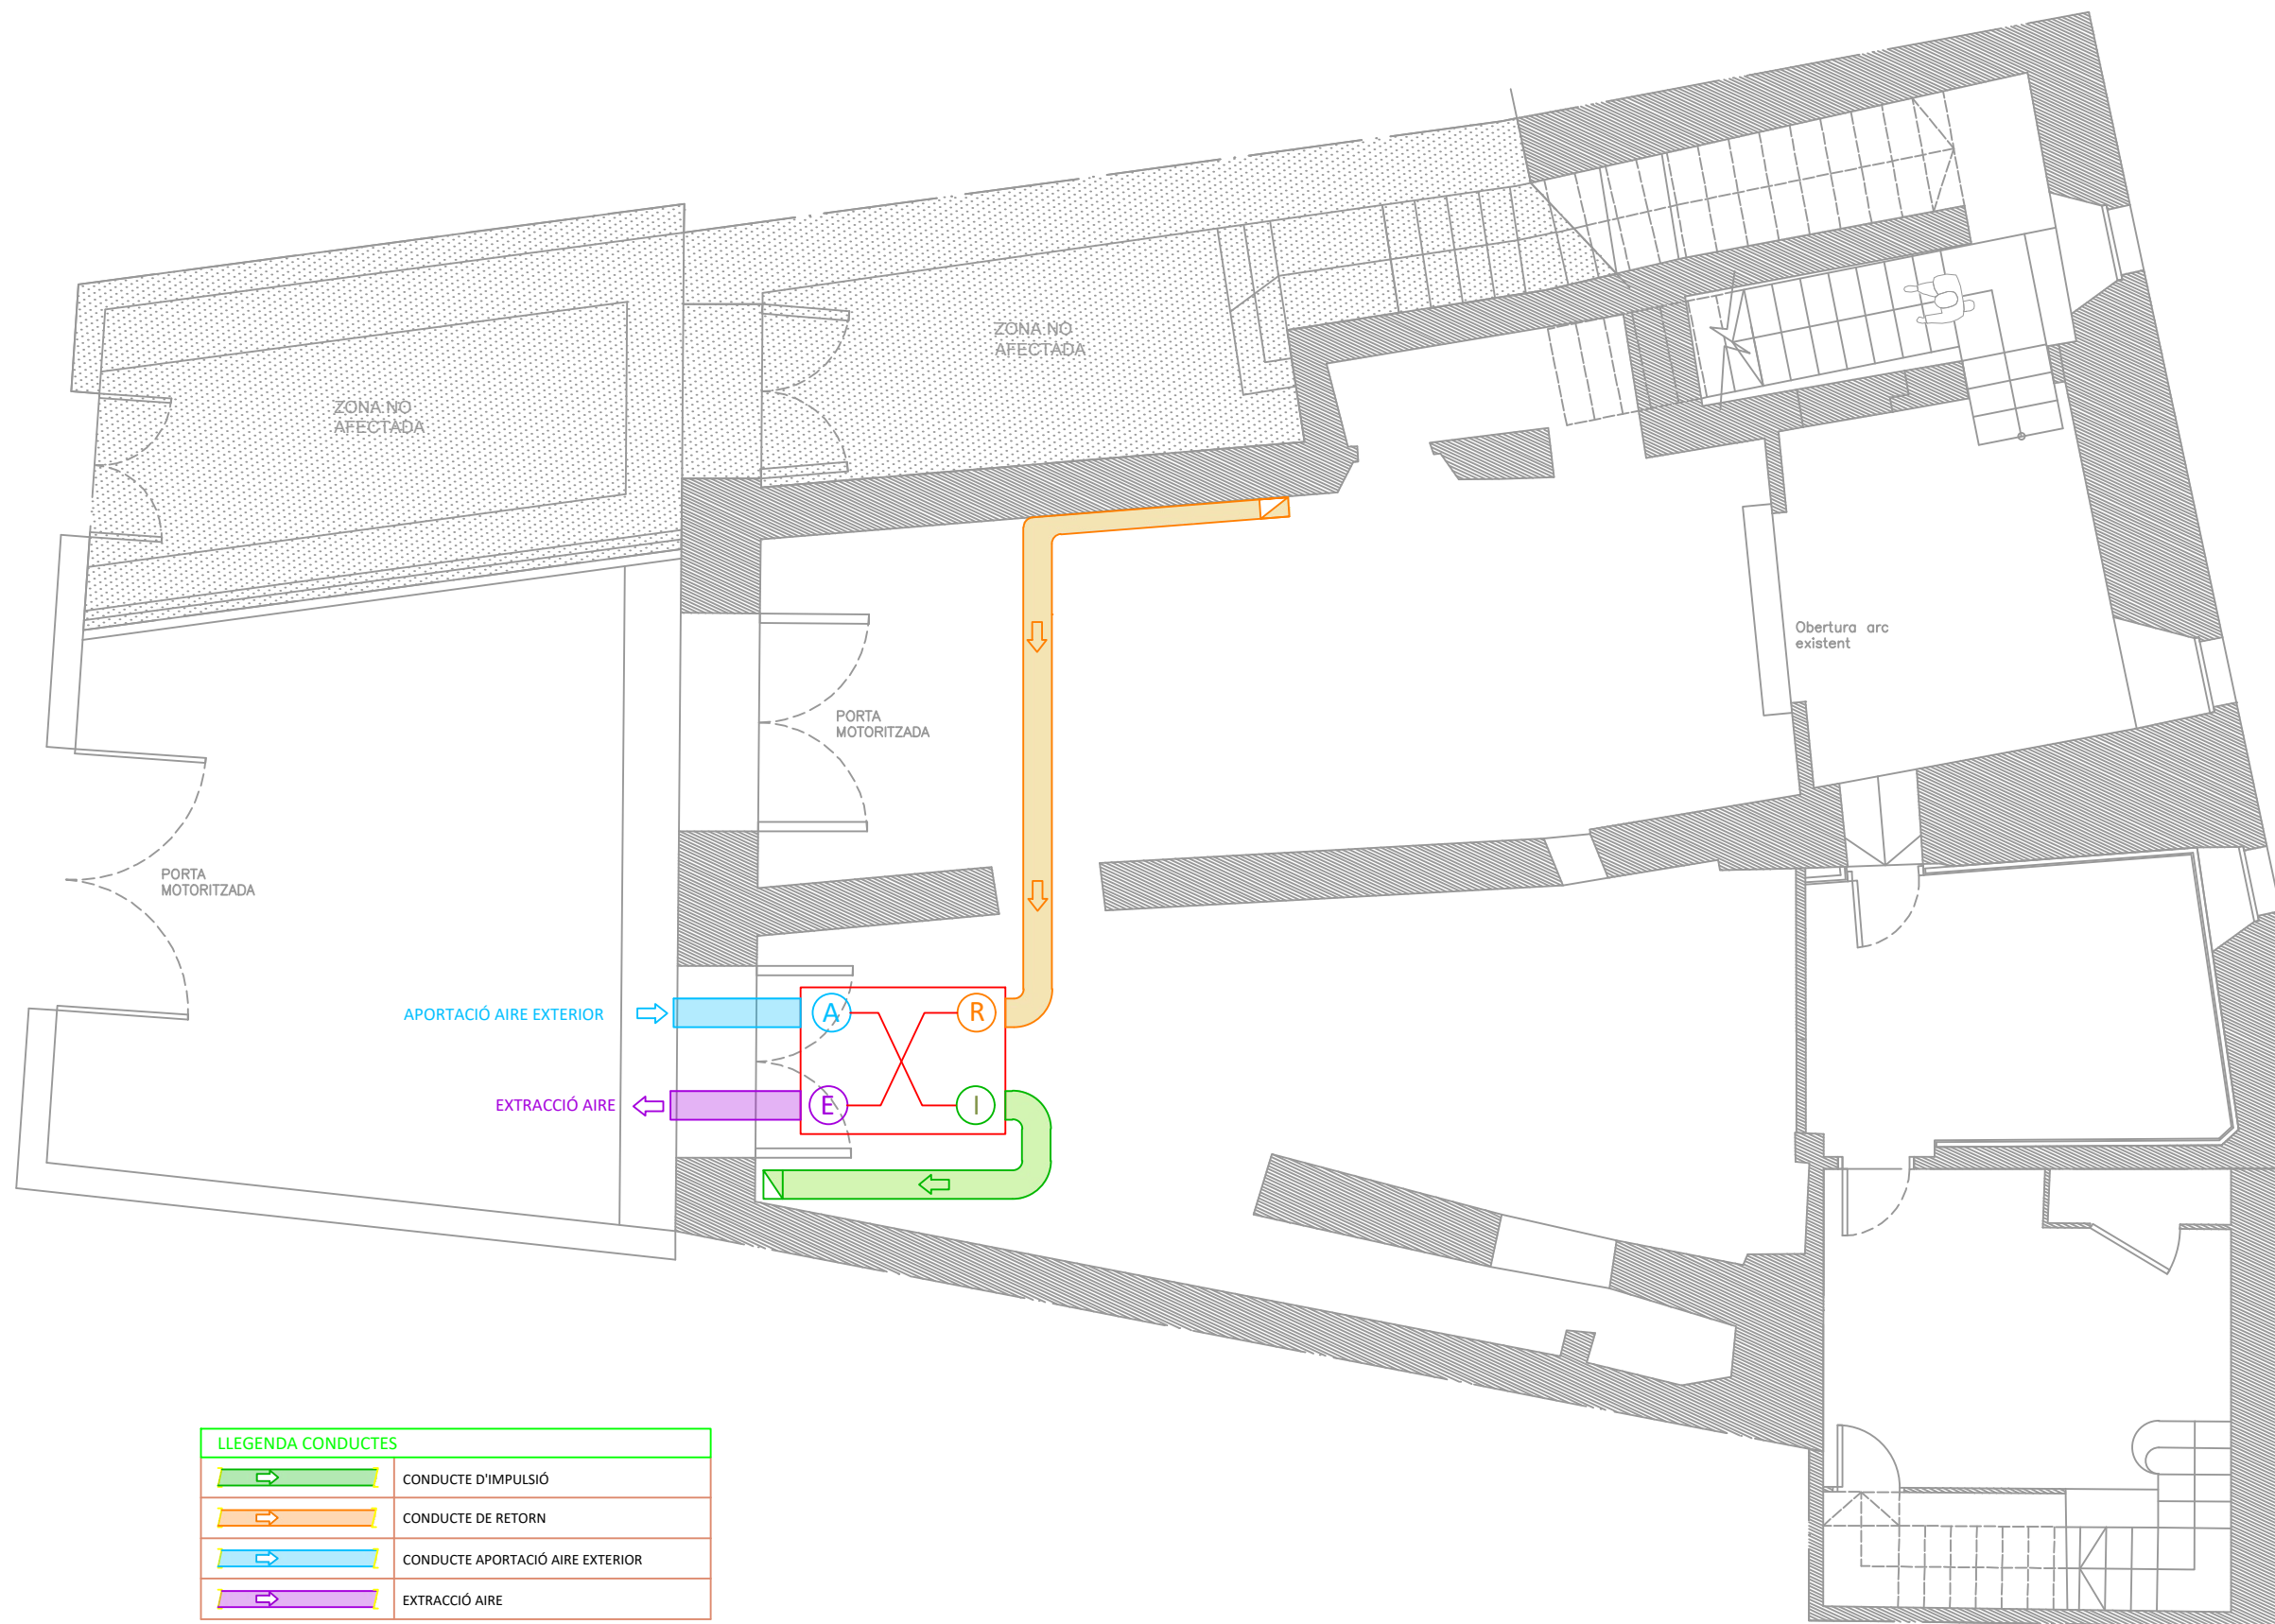 ZONA NO
AFECTADA
ZONA NO
AFECTADA
Obertura arc
existent
PORTA
MOTORITZADA
PORTA
MOTORITZADA
APORTACIÓ AIRE EXTERIOR
A
R
EXTRACCIÓ AIRE
E
I
LLEGENDA CONDUCTES
CONDUCTE D'IMPULSIÓ
CONDUCTE DE RETORN
CONDUCTE APORTACIÓ AIRE EXTERIOR
EXTRACCIÓ AIRE